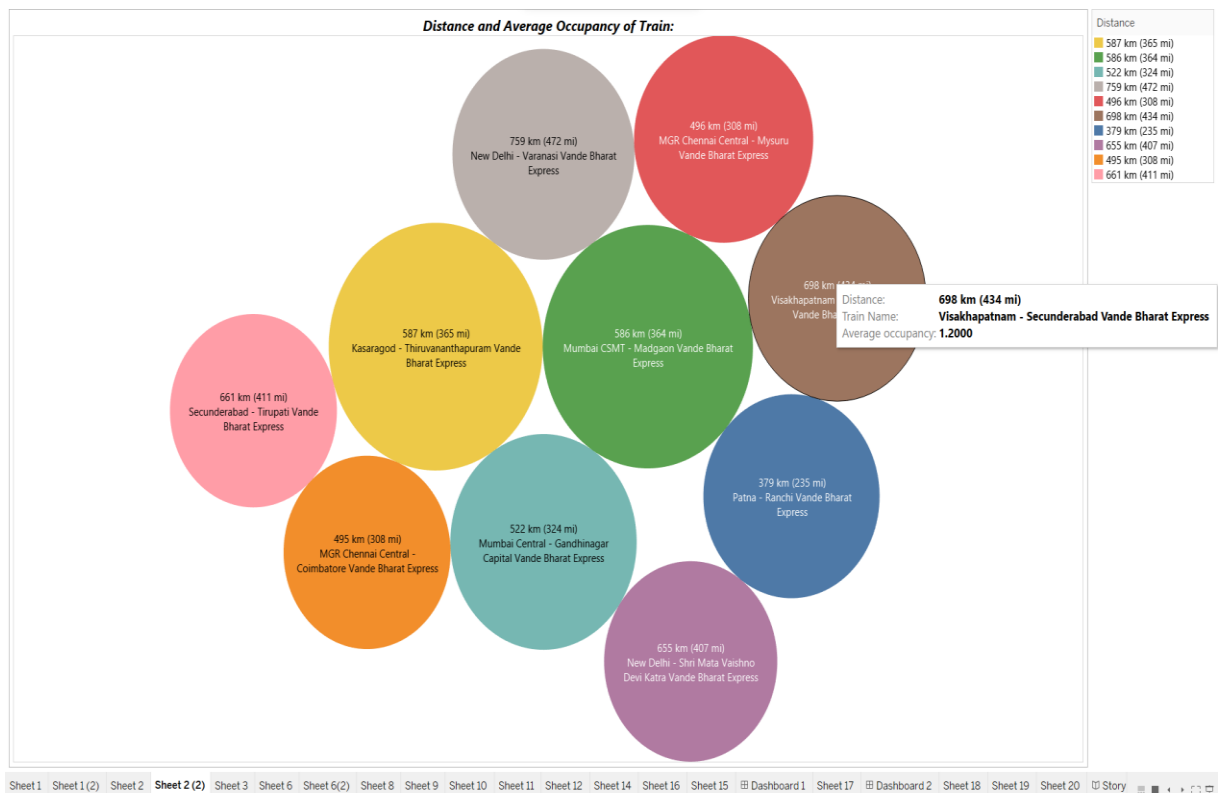 Distance and Average Occupancy of Train:
759 km (472 mi)
New Delhi - Varanasi Vande Bharat
Express
496 km (308 mi)
MGR Chennai Central - Mysuru
Vande Bharat Express
698 km (434 mi)
Visakhapatnam
Vande
Distance: 698 km (434 mi)
Train Name: Visakhapatnam - Secunderabad Vande Bharat Express
Average occupancy: 1.2000
587 km (365 mi)
Kasaragod - Thiruvananthapuram Vande
Bharat Express
586 km (364 mi)
Mumbai CSMT - Madgaon Vande Bharat
Express
661 km (411 mi)
Secunderabad - Tirupati Vande
Bharat Express
379 km (235 mi)
Patna - Ranchi Vande Bharat
Express
495 km (308 mi)
MGR Chennai Central -
Coimbatore Vande Bharat Express
522 km (324 mi)
Mumbai Central - Gandhinagar
Capital Vande Bharat Express
655 km (407 mi)
New Delhi - Shri Mata Vaishno
Devi Katra Vande Bharat Express
Distance
587 km (365 mi)
586 km (364 mi)
522 km (324 mi)
759 km (472 mi)
496 km (308 mi)
698 km (434 mi)
379 km (235 mi)
655 km (407 mi)
495 km (308 mi)
661 km (411 mi)
Sheet 1 Sheet 1 (2) Sheet 2 Sheet 2 (2) Sheet 3 Sheet 6 Sheet 6(2) Sheet 8 Sheet 9 Sheet 10 Sheet 11 Sheet 12 Sheet 14 Sheet 16 Sheet 15 Dashboard 1 Sheet 17 Dashboard 2 Sheet 18 Sheet 19 Sheet 20 Story